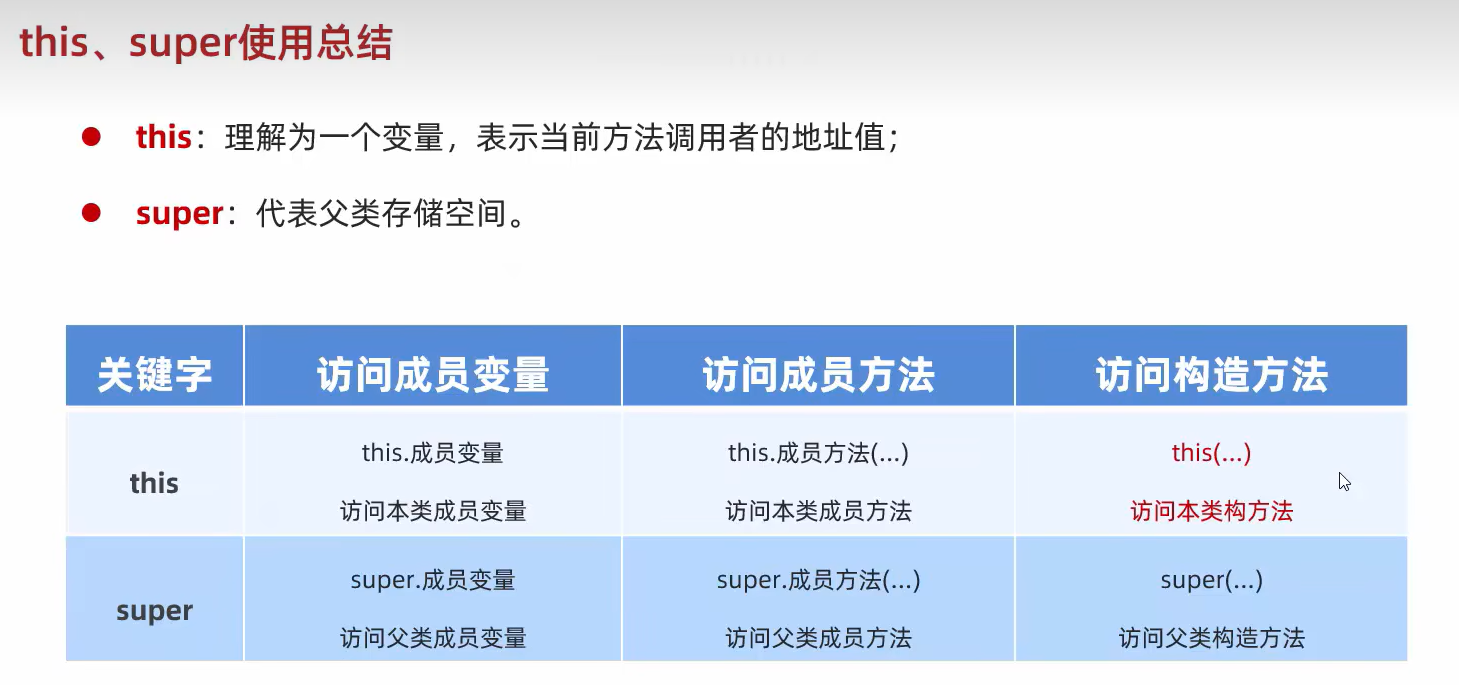 this、super使用总结
this：理解为一个变量，表示当前方法调用者的地址值；
super：代表父类存储空间。
关键字 访问成员变量 访问成员方法 访问构造方法
this.成员变量 this.成员方法(...) this(...)
this
访问本类成员变量 访问本类成员方法 访问本类构方法
super.成员变量 super.成员方法(...) super(...)
super
访问父类成员变量 访问父类成员方法 访问父类构造方法